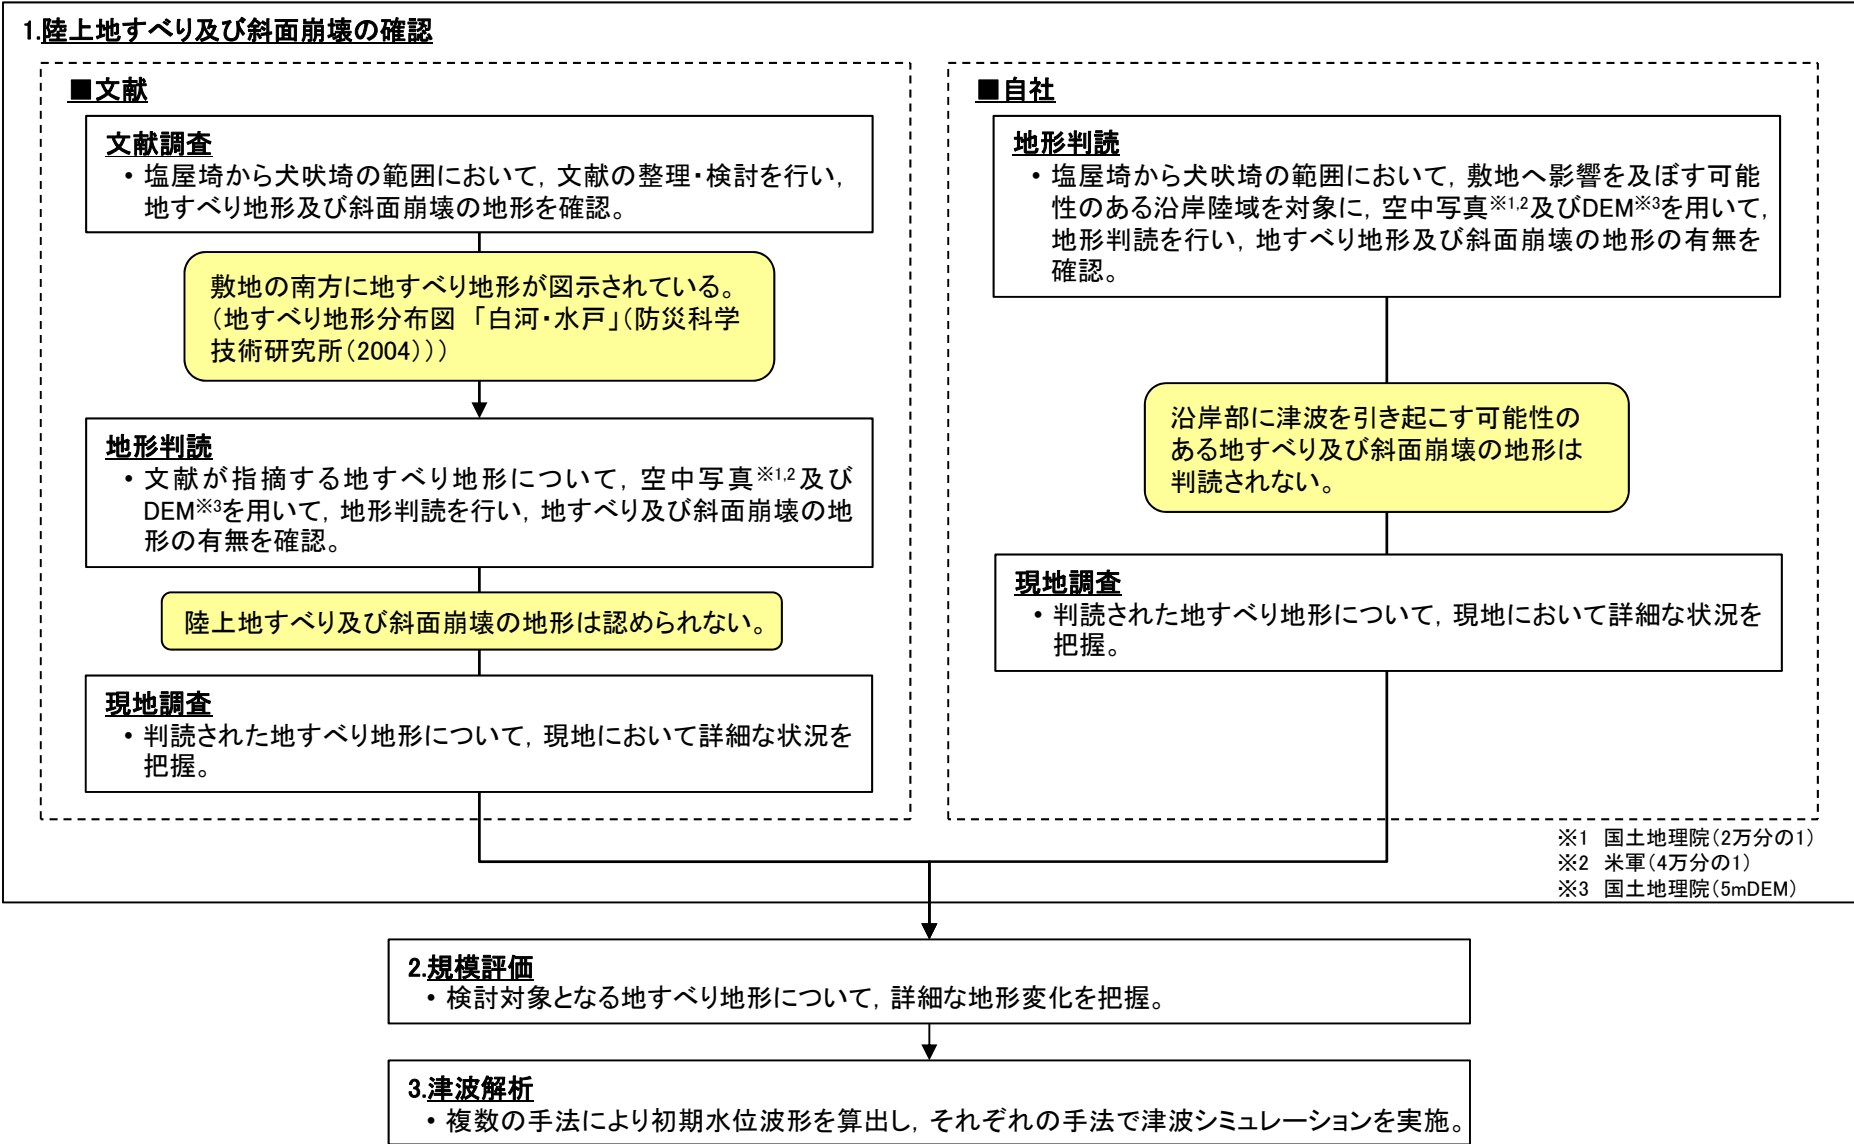 1.陸上地すべり及び斜面崩壊の確認
■文献
文献調査
• 塩屋埼から犬吠埼の範囲において,文献の整理・検討を行い,
地すべり地形及び斜面崩壊の地形を確認。
敷地の南方に地すべり地形が図示されている。
(地すべり地形分布図 「白河・水戸」(防災科学
技術研究所(2004)))
地形判読
• 文献が指摘する地すべり地形について,空中写真※1,2及び
DEM※3を用いて,地形判読を行い,地すべり及び斜面崩壊の地
形の有無を確認。
陸上地すべり及び斜面崩壊の地形は認められない。
現地調査
• 判読された地すべり地形について,現地において詳細な状況を
把握。
■自社
地形判読
• 塩屋埼から犬吠埼の範囲において,敷地へ影響を及ぼす可能
性のある沿岸陸域を対象に,空中写真※1,2及びDEM※3を用いて,
地形判読を行い,地すべり地形及び斜面崩壊の地形の有無を
確認。
沿岸部に津波を引き起こす可能性の
ある地すべり及び斜面崩壊の地形は
判読されない。
現地調査
• 判読された地すべり地形について,現地において詳細な状況を
把握。
※1 国土地理院(2万分の1)
※2 米軍(4万分の1)
※3 国土地理院(5mDEM)
2.規模評価
• 検討対象となる地すべり地形について,詳細な地形変化を把握。
3.津波解析
• 複数の手法により初期水位波形を算出し,それぞれの手法で津波シミュレーションを実施。